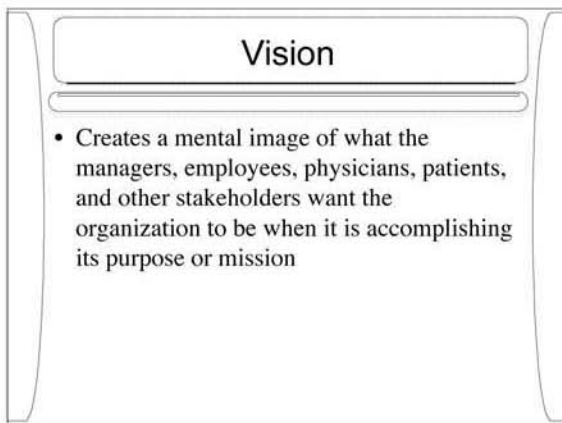 Vision
• Creates a mental image of what the
managers, employees, physicians, patients,
and other stakeholders want the
organization to be when it is accomplishing
its purpose or mission